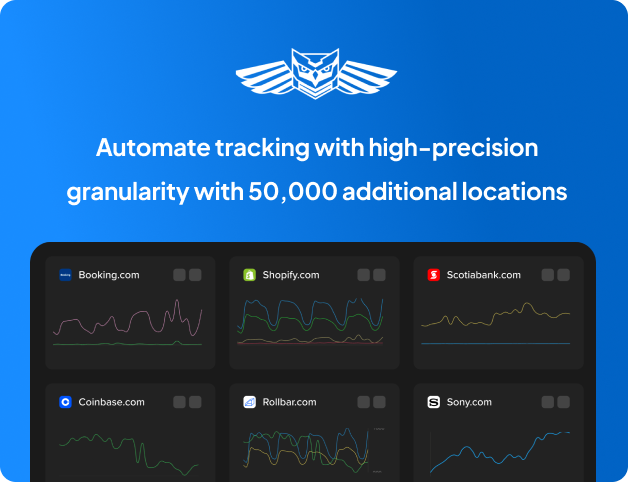 Automate tracking with high-precision
granularity with 50,000 additional locations
Booking.com
Shopify.com
Scotiabank.com
Coinbase.com
Rollbar.com
Sony.com